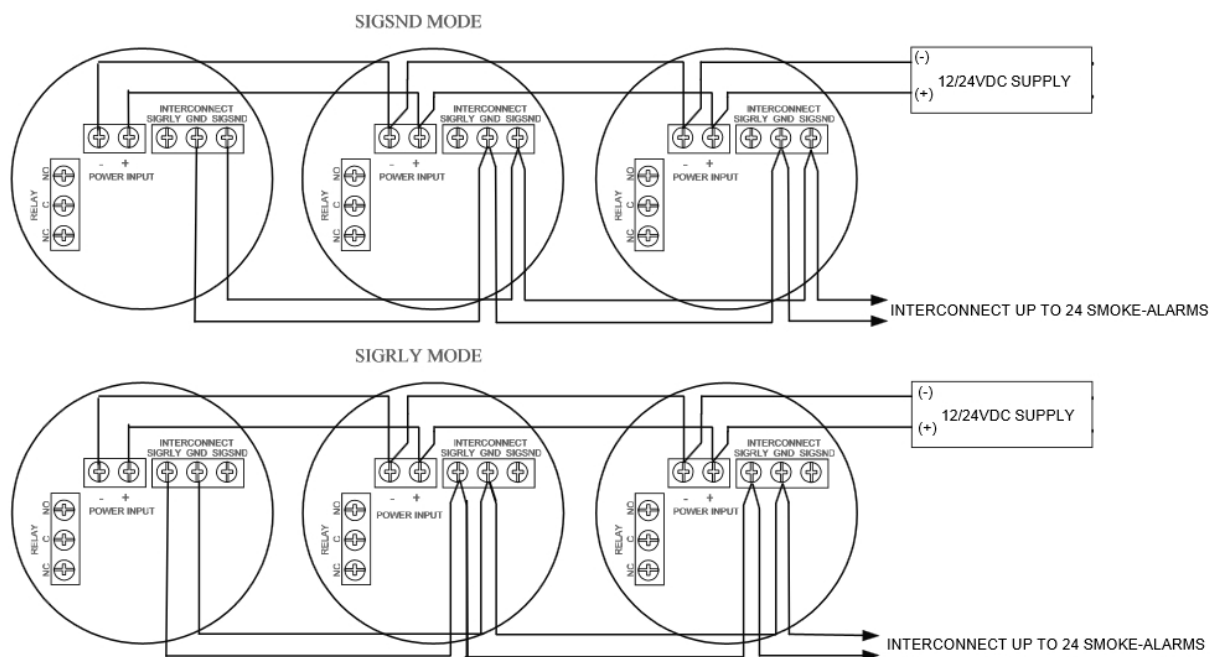 SIGSND MODE
(-)
12/24VDC SUPPLY
(+)
INTERCONNECT
SIGRLY GND SIGSND
- +
POWER INPUT
RELAY
NO
C
NC
INTERCONNECT
SIGRLY GND SIGSND
- +
POWER INPUT
RELAY
NO
C
NC
INTERCONNECT
SIGRLY GND SIGSND
- +
POWER INPUT
RELAY
NO
C
NC
INTERCONNECT UP TO 24 SMOKE-ALARMS
SIGRLY MODE
(-)
12/24VDC SUPPLY
(+)
INTERCONNECT
SIGRLY GND SIGSND
- +
POWER INPUT
RELAY
NO
C
NC
INTERCONNECT
SIGRLY GND SIGSND
- +
POWER INPUT
RELAY
NO
C
NC
INTERCONNECT
SIGRLY GND SIGSND
- +
POWER INPUT
RELAY
NO
C
NC
INTERCONNECT UP TO 24 SMOKE-ALARMS